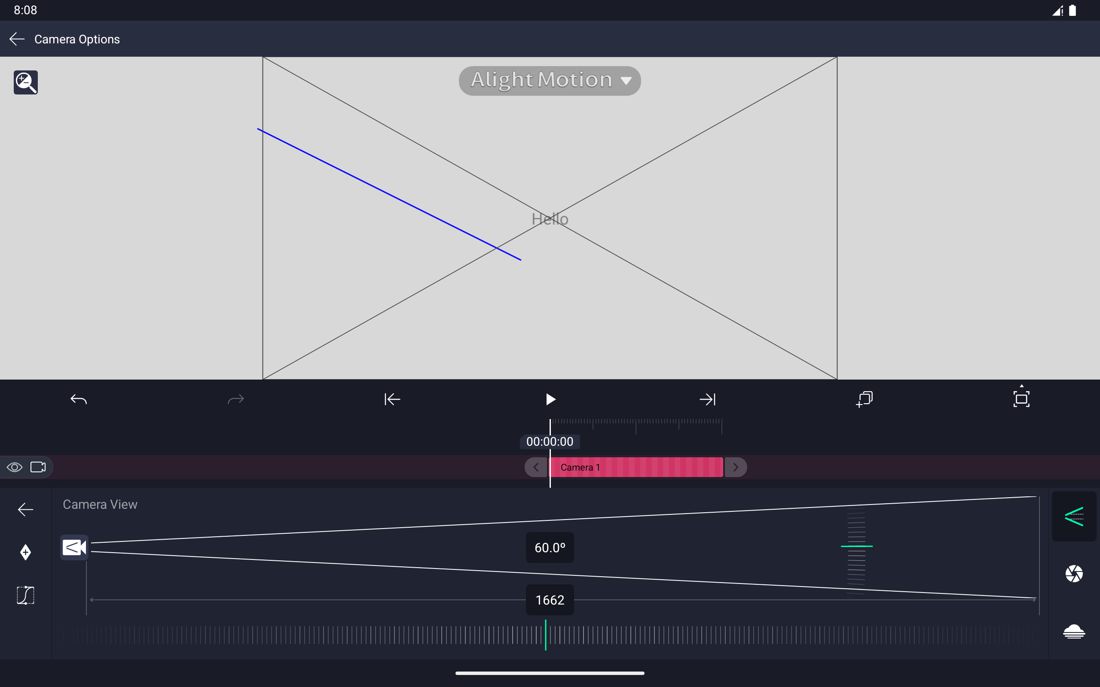 8:08
Camera Options
Alight Motion
Hello
00:00:00
Camera 1
Camera View
60.0º
1662